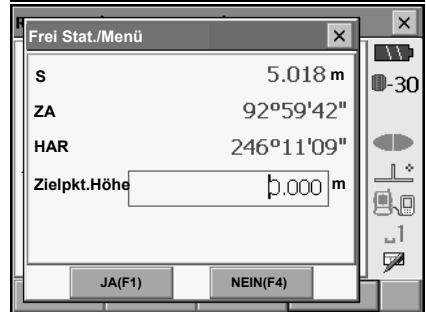 Frei Stat./Menü
S 5.018 m
ZA 92°59'42"
HAR 246°11'09"
Zielpkt.Höhe 0.000 m
JA(F1) NEIN(F4)
-30
1